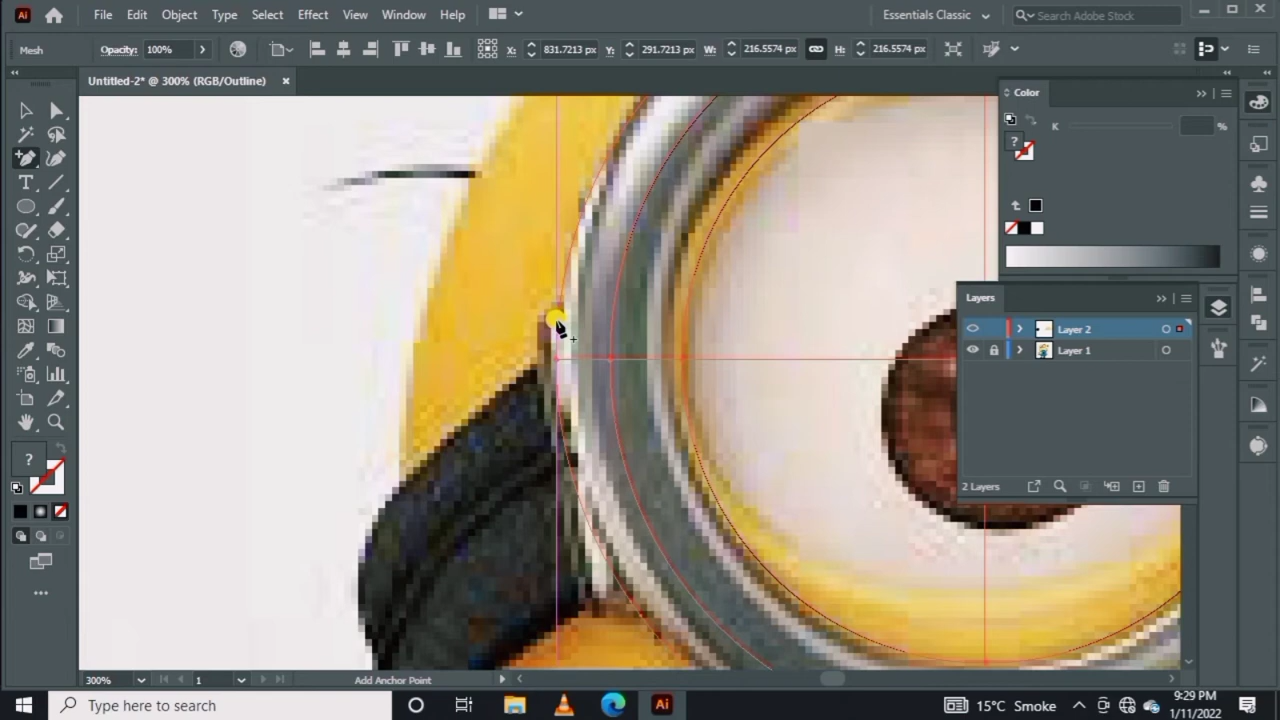 Ai File Edit Object Type Select Effect View Window Help Essentials Classic Search Adobe Stock
Mesh Opacity: 100% X: 831.7213 px Y: 291.7213 px W: 216.5574 px H: 216.5574 px
Untitled-2* @ 300% (RGB/Outline) ×
Color
K %
?
Layers
Layer 2
Layer 1
?
2 Layers
300% 1 Add Anchor Point
Type here to search Ai 15°C Smoke 9:29 PM
1/11/2022